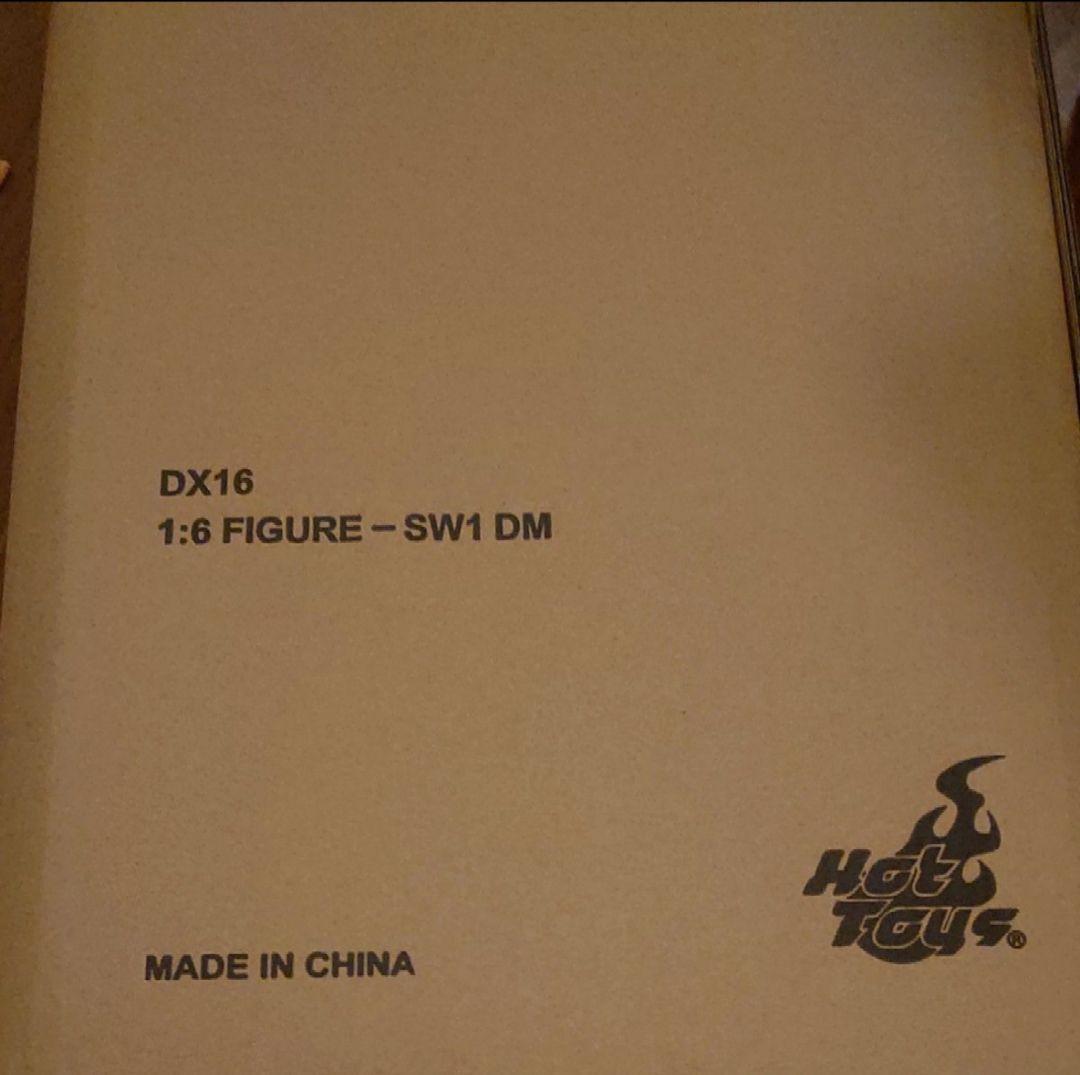 DX16
1:6 FIGURE – SW1 DM
Hot
Toys®
MADE IN CHINA